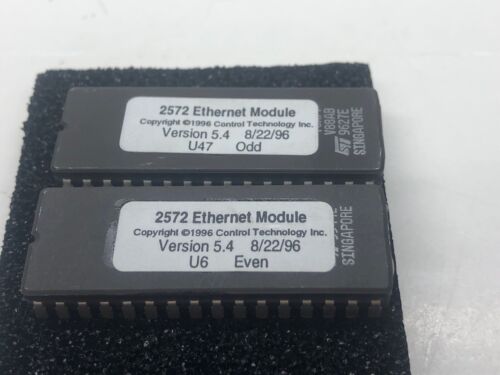 2572 Ethernet Module
Copyright ©1996 Control Technology Inc.
Version 5.4 8/22/96
U47 Odd
V88AB
9627E
SINGAPORE
2572 Ethernet Module
Copyright ©1996 Control Technology Inc.
Version 5.4 8/22/96
U6 Even
SINGAPORE